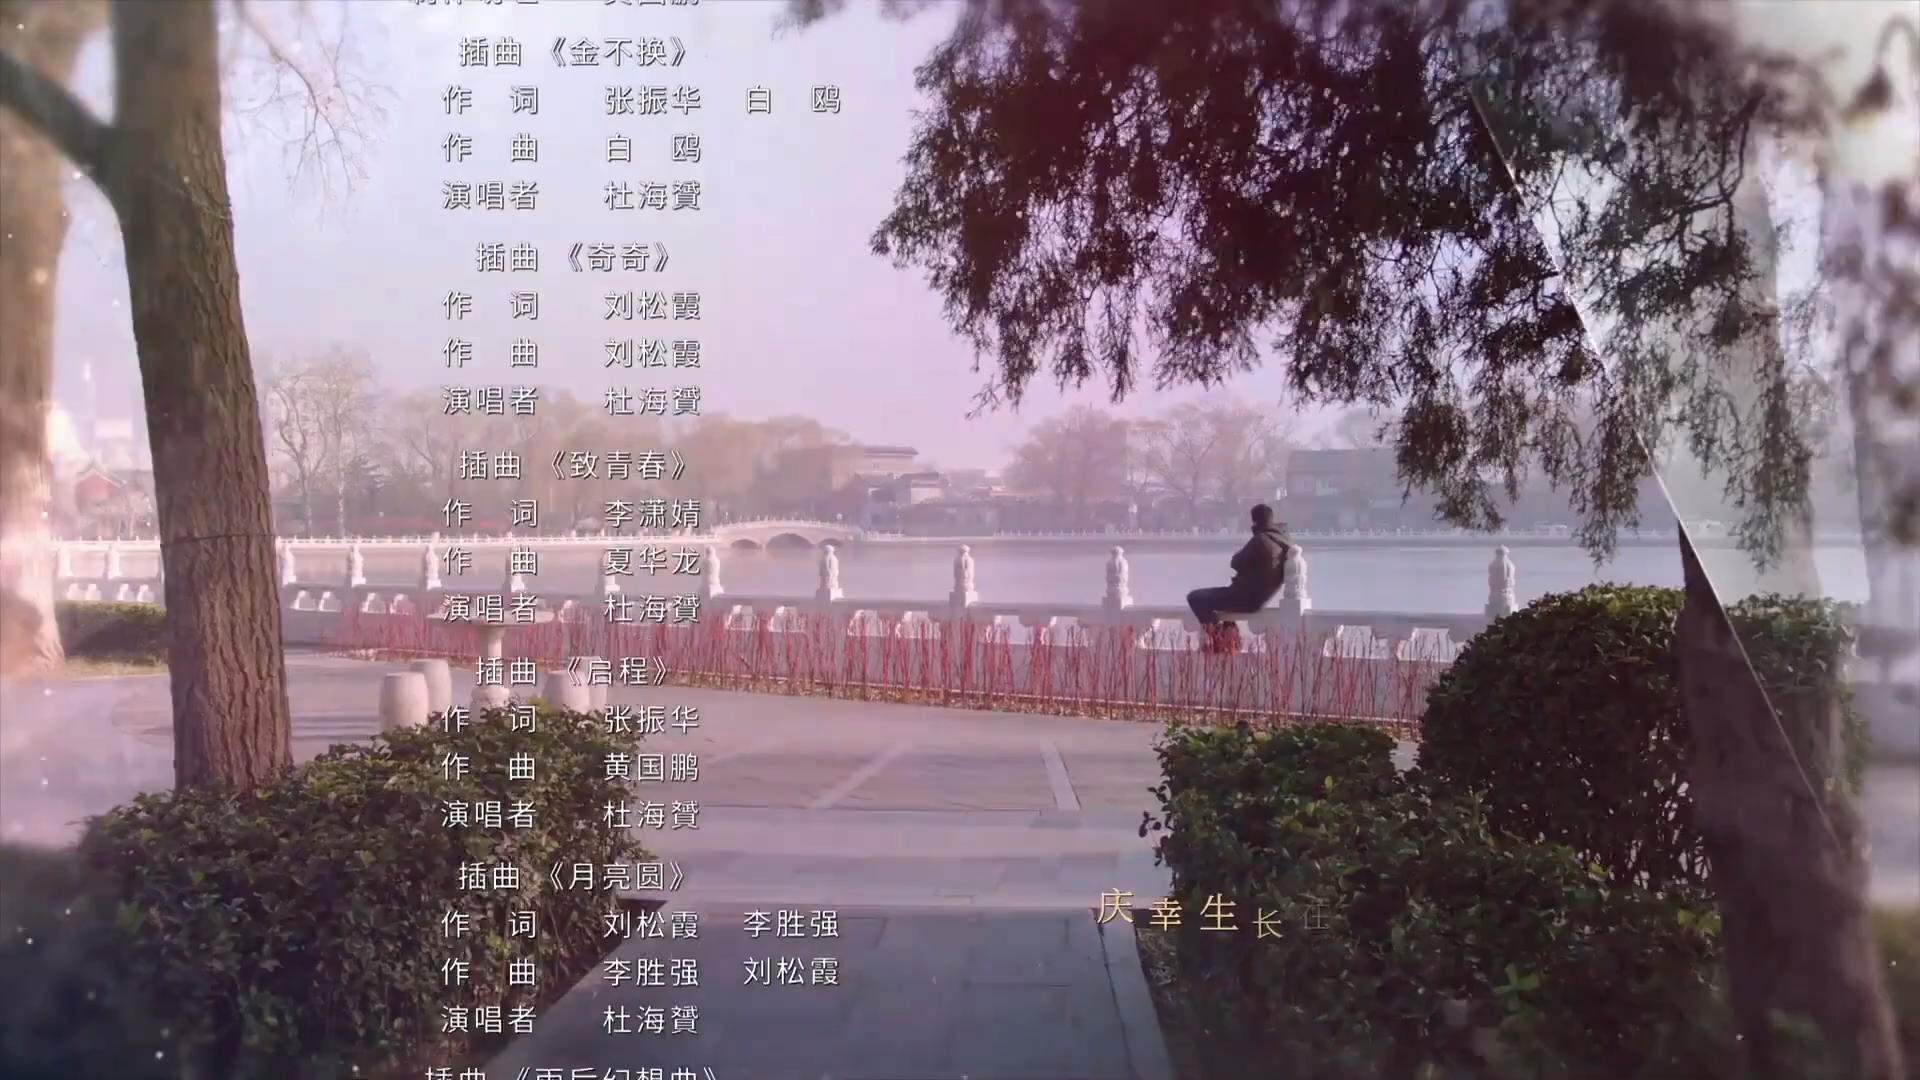 插曲 《金不换》
作 词 张振华 白 鸥
作 曲 白 鸥
演唱者 杜海贇
插曲 《奇奇》
作 词 刘松霞
作 曲 刘松霞
演唱者 杜海贇
插曲 《致青春》
作 词 李潇婧
作 曲 夏华龙
演唱者 杜海贇
插曲 《启程》
作 词 张振华
作 曲 黄国鹏
演唱者 杜海贇
插曲 《月亮圆》
作 词 刘松霞 李胜强
作 曲 李胜强 刘松霞
演唱者 杜海贇
庆幸生长在